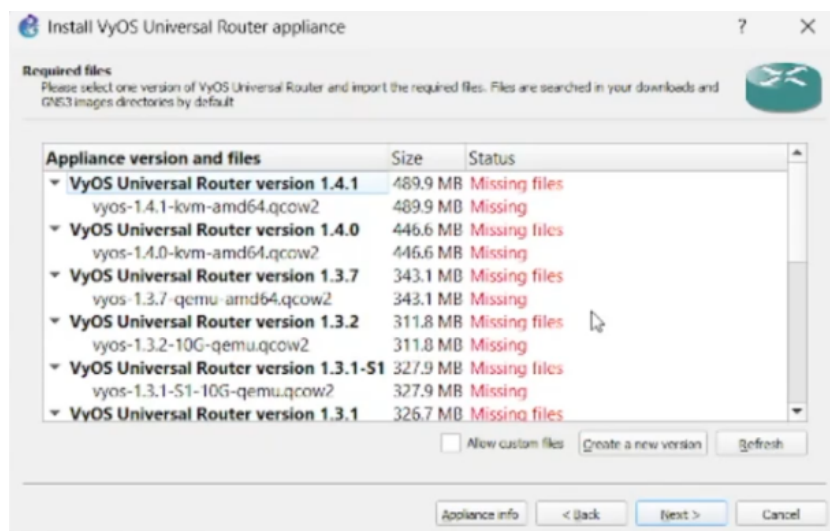 Install VyOS Universal Router appliance
Required files
Please select one version of VyOS Universal Router and import the required files. Files are searched in your downloads and
GNS3 images directories by default
Appliance version and files Size Status
VyOS Universal Router version 1.4.1 489.9 MB Missing files
vyos-1.4.1-kvm-amd64.qcow2 489.9 MB Missing
VyOS Universal Router version 1.4.0 446.6 MB Missing files
vyos-1.4.0-kvm-amd64.qcow2 446.6 MB Missing
VyOS Universal Router version 1.3.7 343.1 MB Missing files
vyos-1.3.7-qemu-amd64.qcow2 343.1 MB Missing
VyOS Universal Router version 1.3.2 311.8 MB Missing files
vyos-1.3.2-10G-qemu.qcow2 311.8 MB Missing
VyOS Universal Router version 1.3.1-S1 327.9 MB Missing files
vyos-1.3.1-S1-10G-qemu.qcow2 327.9 MB Missing
VyOS Universal Router version 1.3.1 326.7 MB Missing files
Allow custom files Create a new version Refresh
Appliance info < Back Next > Cancel